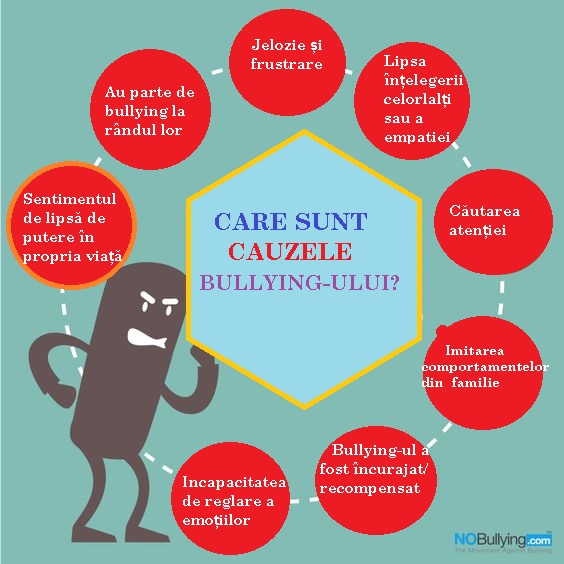 CARE SUNT
CAUZELE
BULLYING-ULUI?
Jelozie și
frustrare
Lipsa
înțelegerii
celorlalți
sau a
empatiei
Căutarea
atenției
Imitarea
comportamentelor
din familie
Bullying-ul a
fost încurajat/
recompensat
Incapacitatea
de reglare a
emoțiilor
Sentimentul
de lipsă de
putere în
propria viață
Au parte de
bullying la
rândul lor
NOBullying.com
The Movement Against Bullying